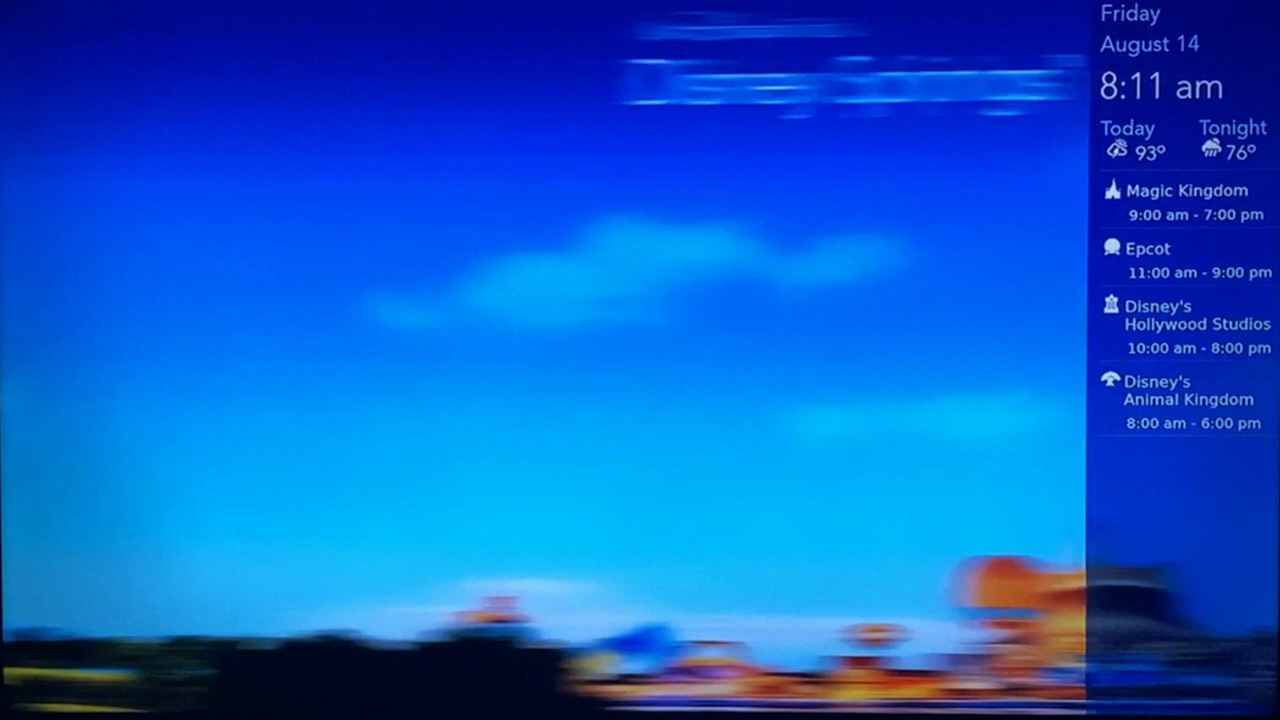 Friday
August 14
8:11 am
Today Tonight
93° 76°
Magic Kingdom
9:00 am - 7:00 pm
Epcot
11:00 am - 9:00 pm
Disney's
Hollywood Studios
10:00 am - 8:00 pm
Disney's
Animal Kingdom
8:00 am - 6:00 pm